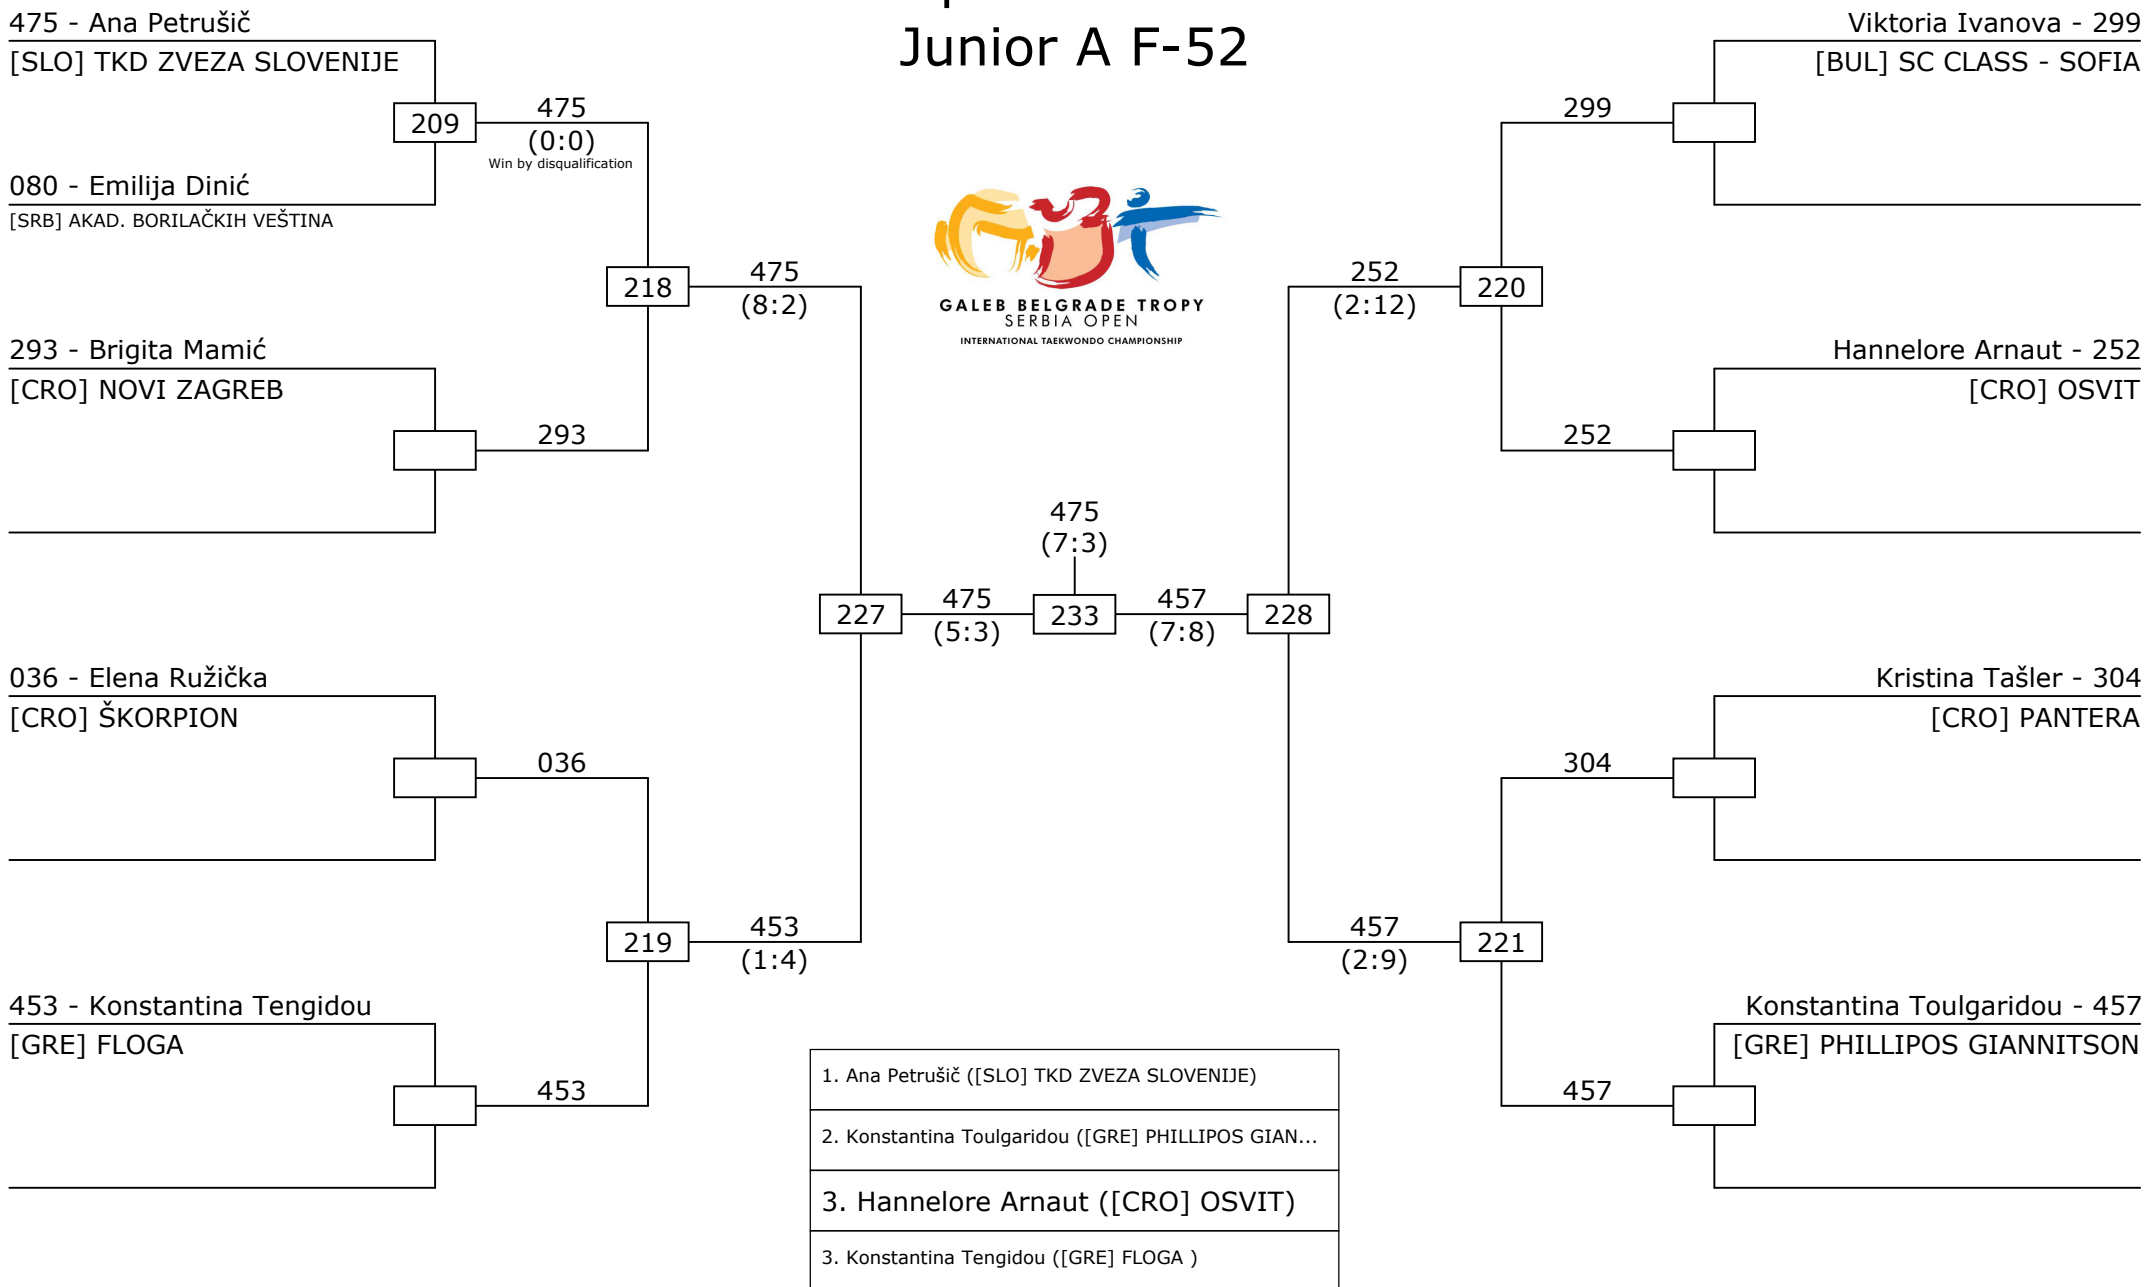 Junior A F-52
475 - Ana Petrušič
[SLO] TKD ZVEZA SLOVENIJE
209
475
(0:0)
Win by disqualification
080 - Emilija Dinić
[SRB] AKAD. BORILAČKIH VEŠTINA
218
475
(8:2)
293 - Brigita Mamić
[CRO] NOVI ZAGREB
293
036 - Elena Ružička
[CRO] ŠKORPION
036
219
453
(1:4)
453 - Konstantina Tengidou
[GRE] FLOGA
453
GALEB BELGRADE TROPY
SERBIA OPEN
INTERNATIONAL TAEKWONDO CHAMPIONSHIP
227
475
(5:3)
475
(7:3)
233
457
(7:8)
228
Viktoria Ivanova - 299
[BUL] SC CLASS - SOFIA
299
252
(2:12)
220
Hannelore Arnaut - 252
[CRO] OSVIT
252
Kristina Tašler - 304
[CRO] PANTERA
304
457
(2:9)
221
Konstantina Toulgaridou - 457
[GRE] PHILLIPOS GIANNITSON
457
1. Ana Petrušič ([SLO] TKD ZVEZA SLOVENIJE)
2. Konstantina Toulgaridou ([GRE] PHILLIPOS GIAN...
3. Hannelore Arnaut ([CRO] OSVIT)
3. Konstantina Tengidou ([GRE] FLOGA )